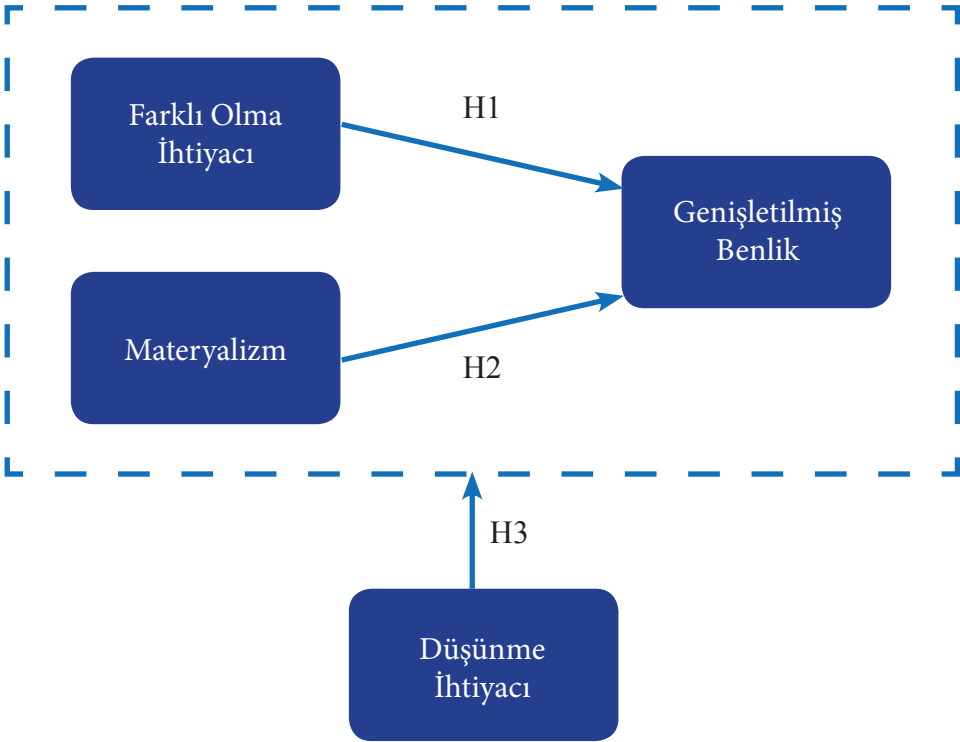 Farklı Olma
İhtiyacı
H1
Genişletilmiş
Benlik
Materyalizm
H2
H3
Düşünme
İhtiyacı